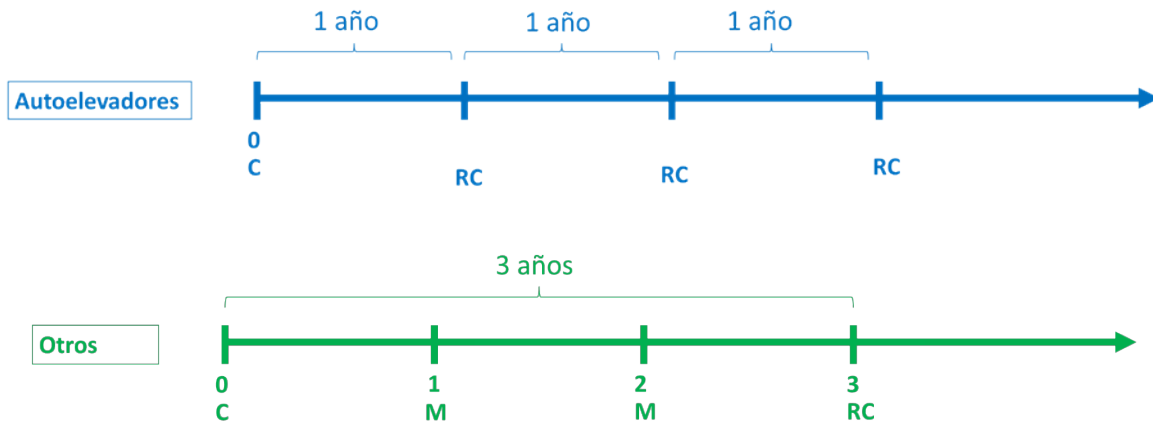 1 año 1 año 1 año
Autoelevadores
0
C RC RC RC
3 años
Otros
0 1 2 3
C M M RC